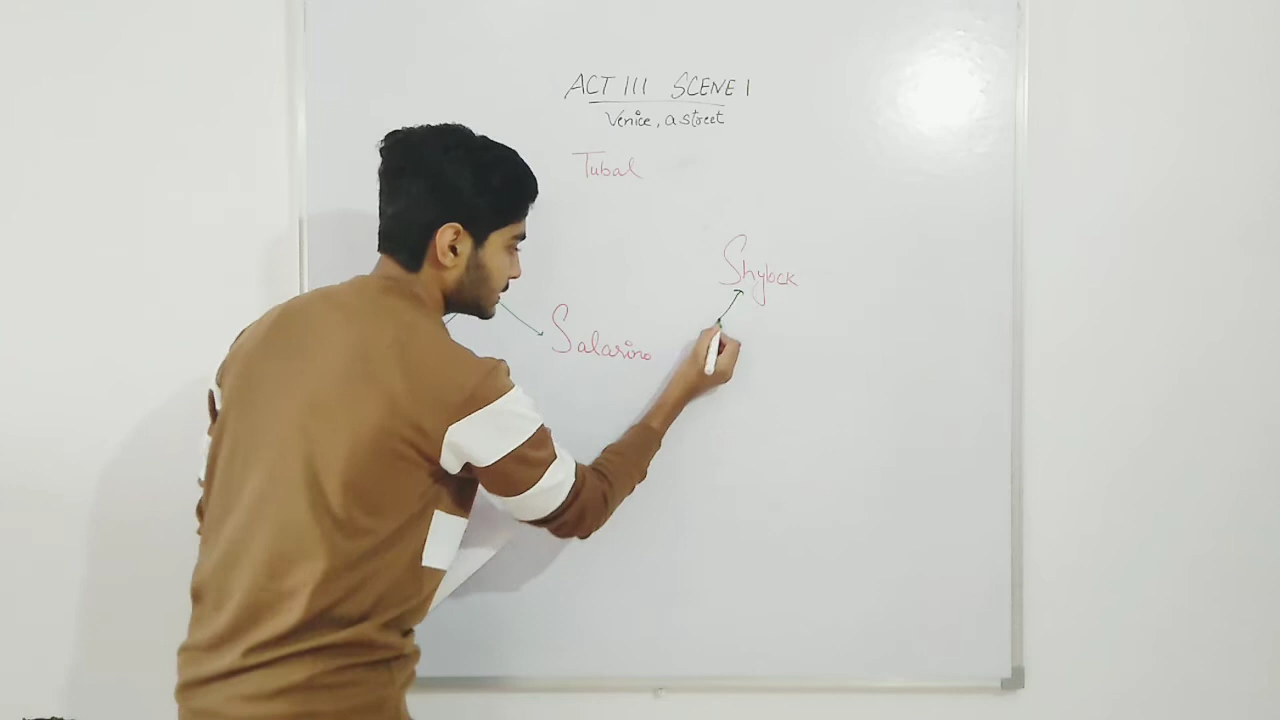 ACT III SCENE I
Venice, a street
Tubal
Shylock
Salarino